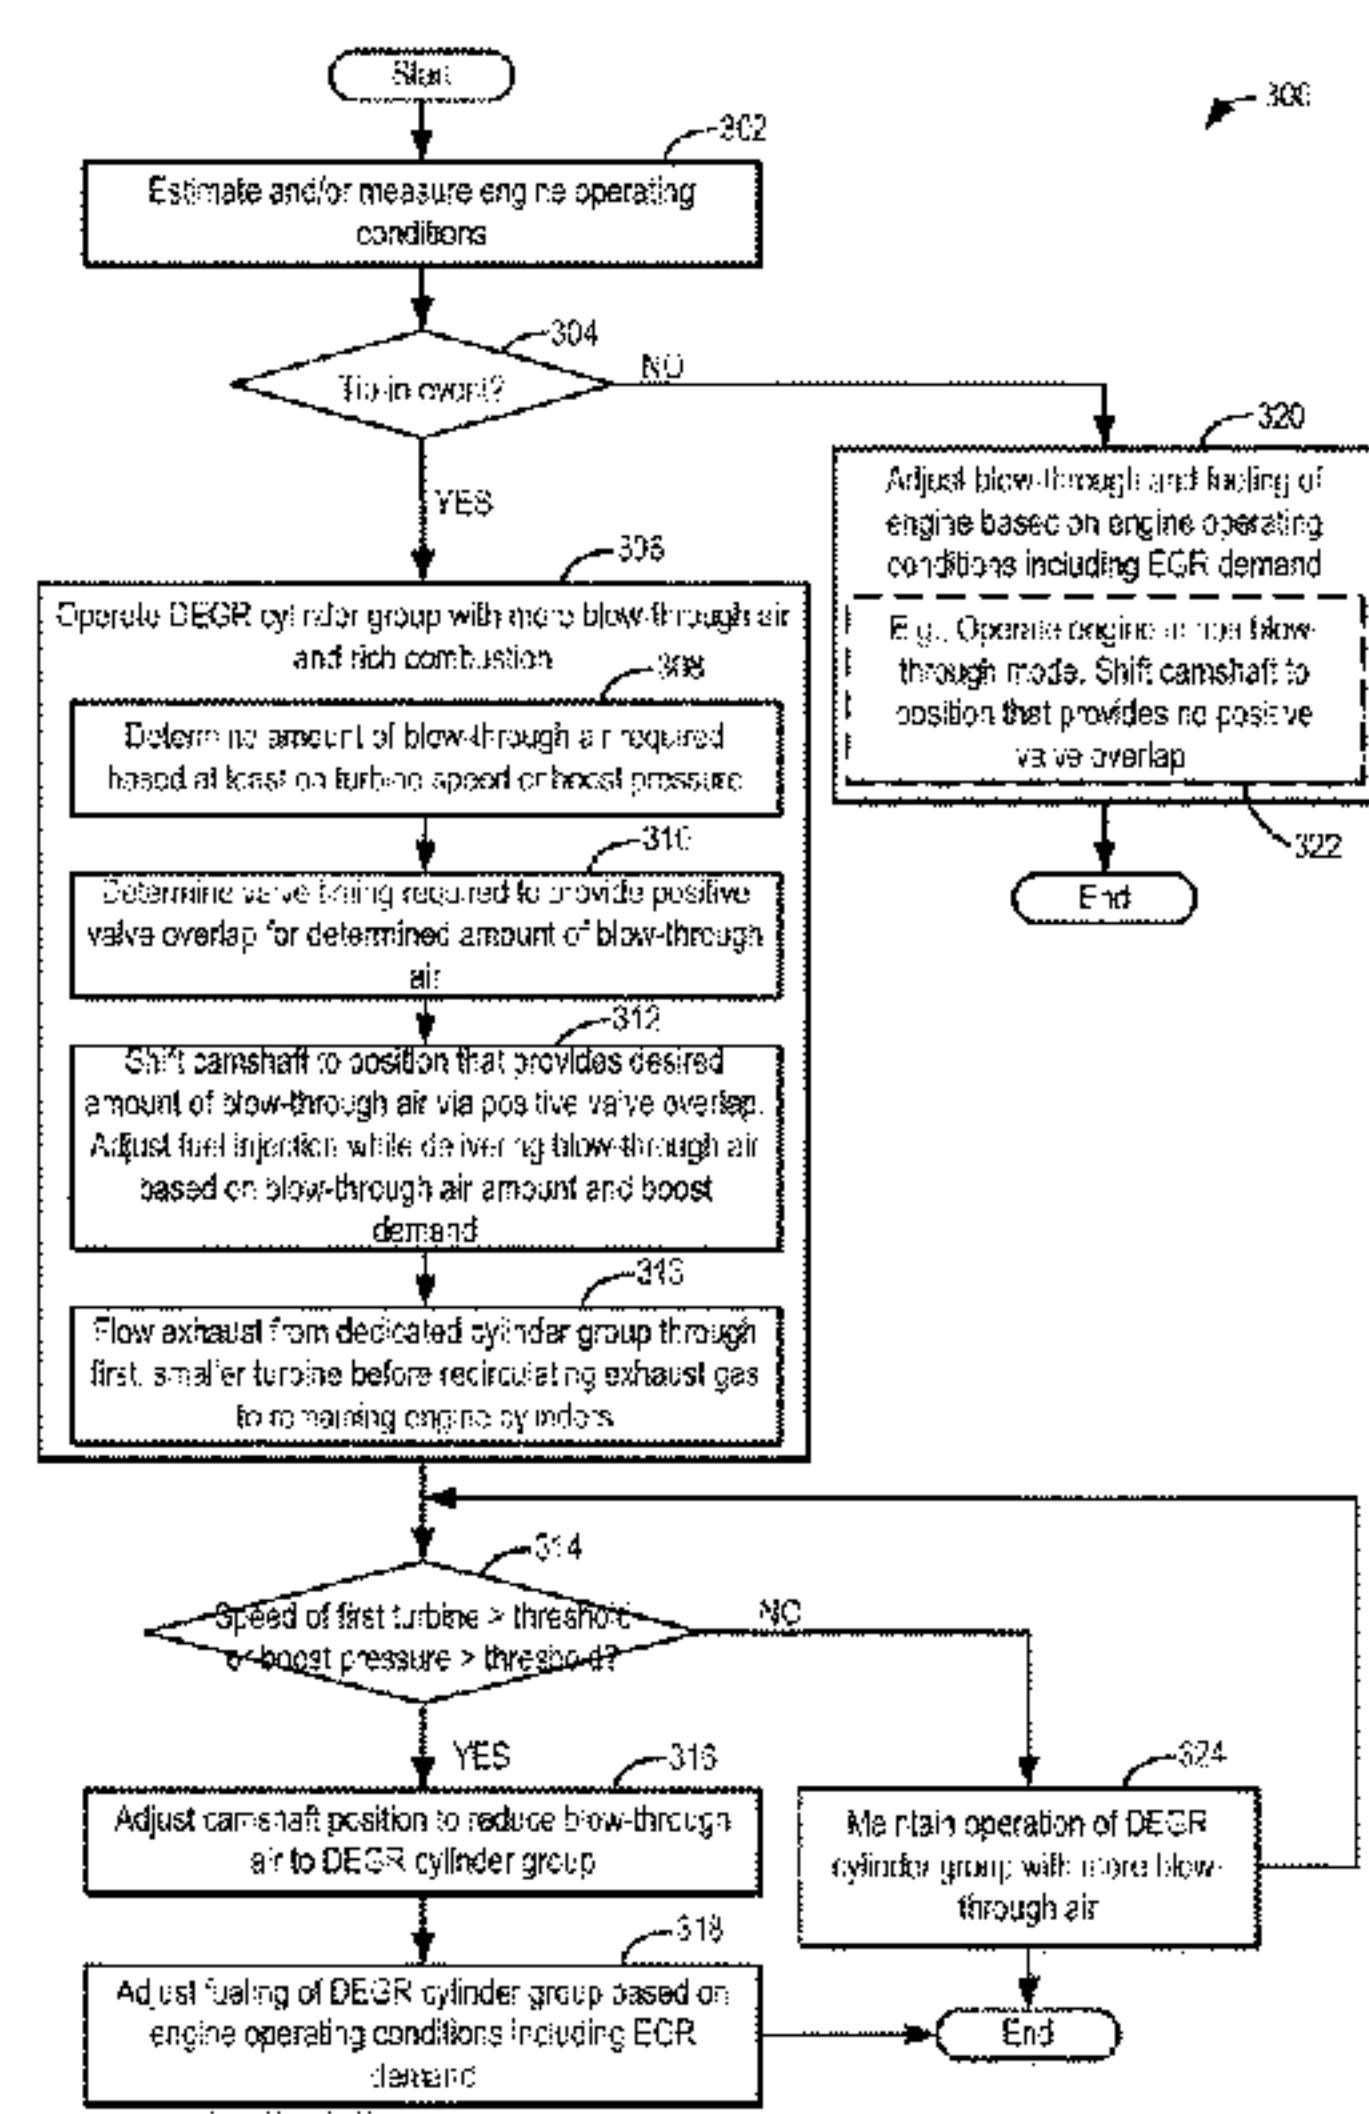 Start
300
302
Estimate and/or measure engine operating
conditions
304
Tip-in event?
NO
YES
320
Adjust blow-through and fueling of
engine based on engine operating
conditions including EGR demand
E.g., Operate engine in non blow-
through mode. Shift camshaft to
position that provides no positive
valve overlap
322
End
306
Operate DEGR cylinder group with more blow-through air
and rich combustion
308
Determine amount of blow-through air required
based at least on turbine speed or boost pressure
310
Determine valve timing required to provide positive
valve overlap for determined amount of blow-through
air
312
Shift camshaft to position that provides desired
amount of blow-through air via positive valve overlap.
Adjust fuel injection while delivering blow-through air
based on blow-through air amount and boost
demand
313
Flow exhaust from dedicated cylinder group through
first, smaller turbine before recirculating exhaust gas
to remaining engine cylinders
314
Speed of first turbine > threshold
or boost pressure > threshold?
NO
YES
316
Adjust camshaft position to reduce blow-through
air to DEGR cylinder group
324
Maintain operation of DEGR
cylinder group with more blow-
through air
318
Adjust fueling of DEGR cylinder group based on
engine operating conditions including EGR
demand
End